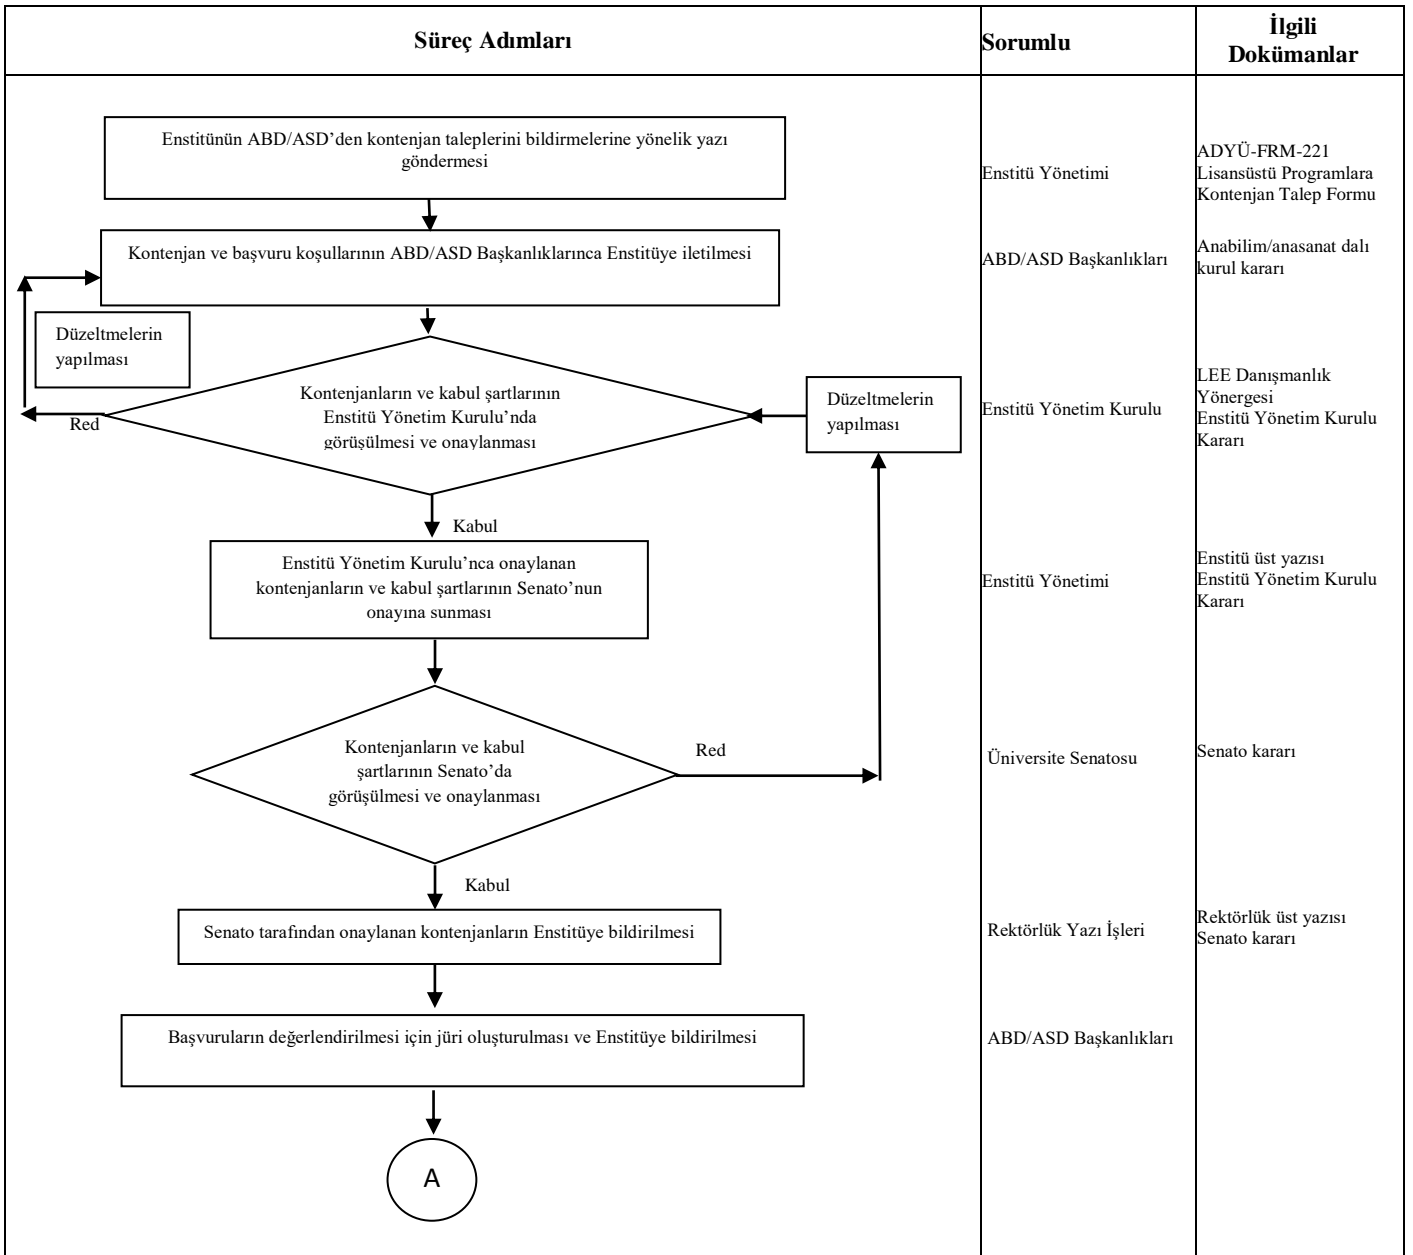 Süreç Adımları
Sorumlu
İlgili
Dokümanlar
Enstitünün ABD/ASD’den kontenjan taleplerini bildirmelerine yönelik yazı
göndermesi
Enstitü Yönetimi
ADYÜ-FRM-221
Lisansüstü Programlara
Kontenjan Talep Formu
Kontenjan ve başvuru koşullarının ABD/ASD Başkanlıklarınca Enstitüye iletilmesi
ABD/ASD Başkanlıkları
Anabilim/anasanat dalı
kurul kararı
Düzeltmelerin
yapılması
Red
Kontenjanların ve kabul şartlarının
Enstitü Yönetim Kurulu’nda
görüşülmesi ve onaylanması
Düzeltmelerin
yapılması
Enstitü Yönetim Kurulu
LEE Danışmanlık
Yönergesi
Enstitü Yönetim Kurulu
Kararı
Kabul
Enstitü Yönetim Kurulu’nca onaylanan
kontenjanların ve kabul şartlarının Senato’nun
onayına sunması
Enstitü Yönetimi
Enstitü üst yazısı
Enstitü Yönetim Kurulu
Kararı
Kontenjanların ve kabul
şartlarının Senato’da
görüşülmesi ve onaylanması
Red
Üniversite Senatosu
Senato kararı
Kabul
Senato tarafından onaylanan kontenjanların Enstitüye bildirilmesi
Rektörlük Yazı İşleri
Rektörlük üst yazısı
Senato kararı
Başvuruların değerlendirilmesi için jüri oluşturulması ve Enstitüye bildirilmesi
ABD/ASD Başkanlıkları
A